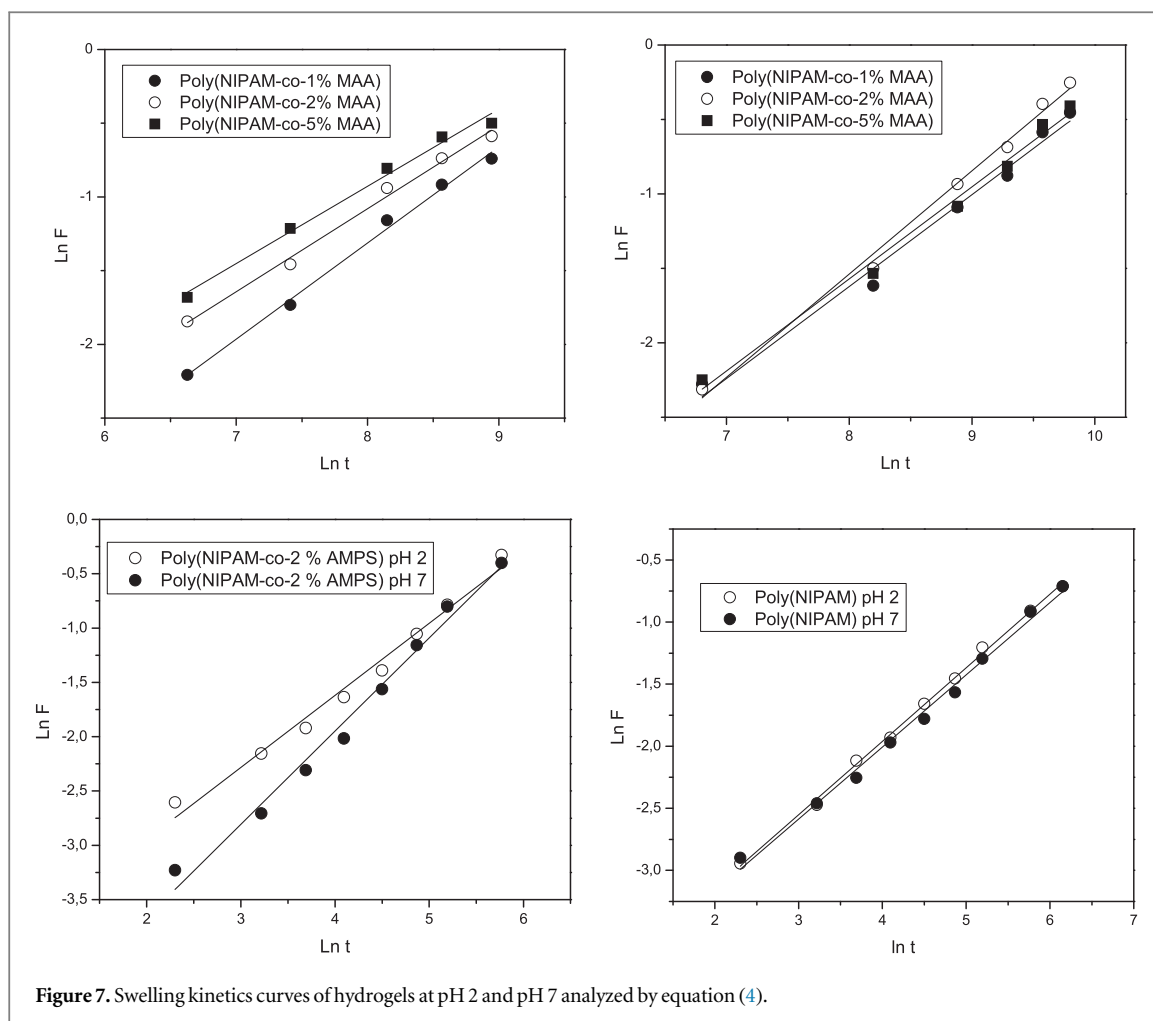 0
Poly(NIPAM-co-1% MAA)
Poly(NIPAM-co-2% MAA)
Poly(NIPAM-co-5% MAA)
-1
-2
Ln F
6 7 8 9
Ln t
0
Poly(NIPAM-co-1% MAA)
Poly(NIPAM-co-2% MAA)
Poly(NIPAM-co-5% MAA)
-1
-2
Ln F
7 8 9 10
Ln t
0,0
Poly(NIPAM-co-2 % AMPS) pH 2
Poly(NIPAM-co-2 % AMPS) pH 7
-0,5
-1,0
-1,5
-2,0
-2,5
-3,0
-3,5
Ln F
2 3 4 5 6
Ln t
-0,5
Poly(NIPAM) pH 2
Poly(NIPAM) pH 7
-1,0
-1,5
-2,0
-2,5
-3,0
Ln F
2 3 4 5 6 7
ln t
Figure 7. Swelling kinetics curves of hydrogels at pH 2 and pH 7 analyzed by equation (4).